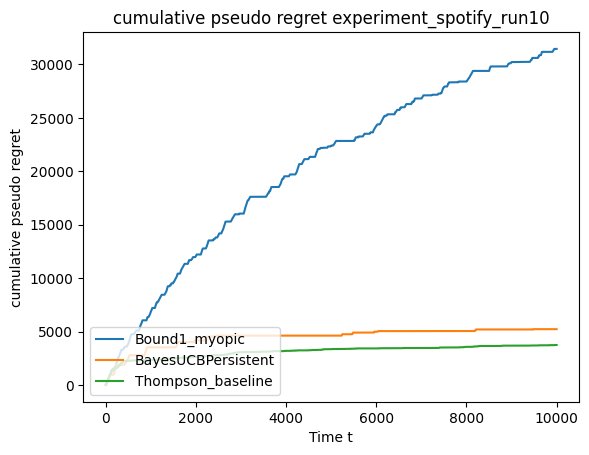 cumulative pseudo regret experiment_spotify_run10
cumulative pseudo regret
30000
25000
20000
15000
10000
5000
0
Bound1_myopic
BayesUCBPersistent
Thompson_baseline
0 2000 4000 6000 8000 10000
Time t